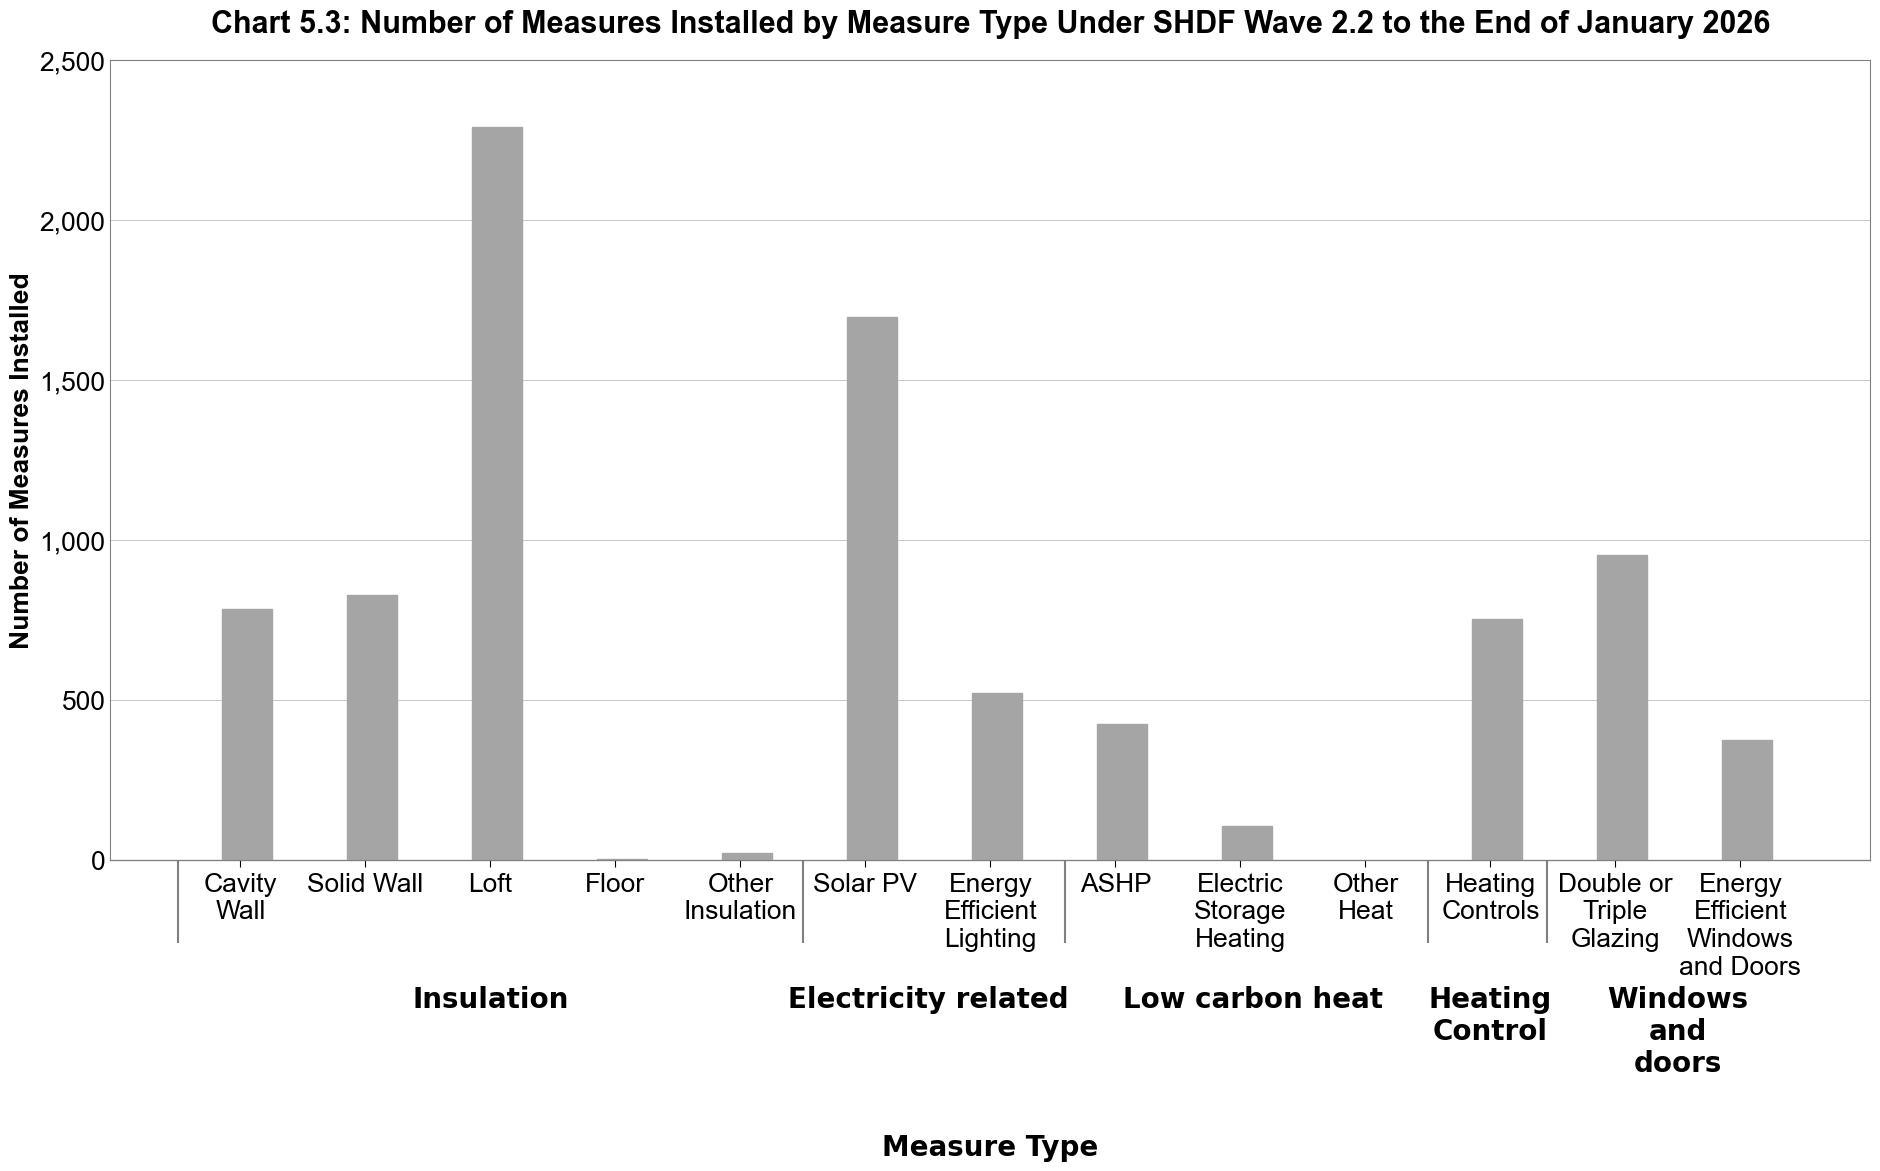 Chart 5.3: Number of Measures Installed by Measure Type Under SHDF Wave 2.2 to the End of January 2026
Number of Measures Installed
2,500
2,000
1,500
1,000
500
0
Cavity
Wall
Solid Wall
Loft
Floor
Other
Insulation
Solar PV
Energy
Efficient
Lighting
ASHP
Electric
Storage
Heating
Other
Heat
Heating
Controls
Double or
Triple
Glazing
Energy
Efficient
Windows
and Doors
Insulation
Electricity related
Low carbon heat
Heating
Control
Windows
and
doors
Measure Type